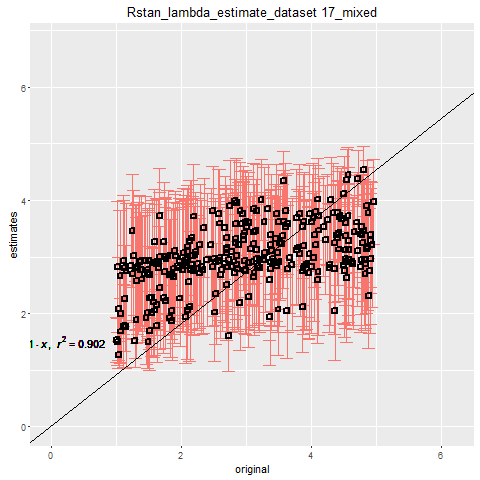 Rstan_lambda_estimate_dataset 17_mixed
6
4
2
0
estimates
1 · x, r² = 0.902
0 2 4 6
original